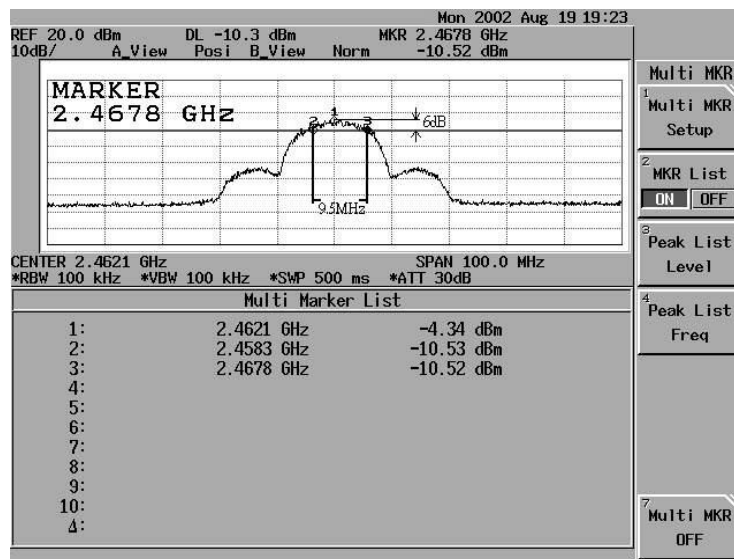 Mon 2002 Aug 19 19:23
REF 20.0 dBm DL -10.3 dBm MKR 2.4678 GHz
10dB/ A_View Posi B_View Norm -10.52 dBm
MARKER
2.4678 GHz
1
2 3
6dB
9.5MHz
CENTER 2.4621 GHz SPAN 100.0 MHz
*RBW 100 kHz *VBW 100 kHz *SWP 500 ms *ATT 30dB
Multi Marker List
1: 2.4621 GHz -4.34 dBm
2: 2.4583 GHz -10.53 dBm
3: 2.4678 GHz -10.52 dBm
4:
5:
6:
7:
8:
9:
10:
Δ:
Multi MKR
1
Multi MKR
Setup
2
MKR List
ON OFF
3
Peak List
Level
4
Peak List
Freq
7
Multi MKR
OFF